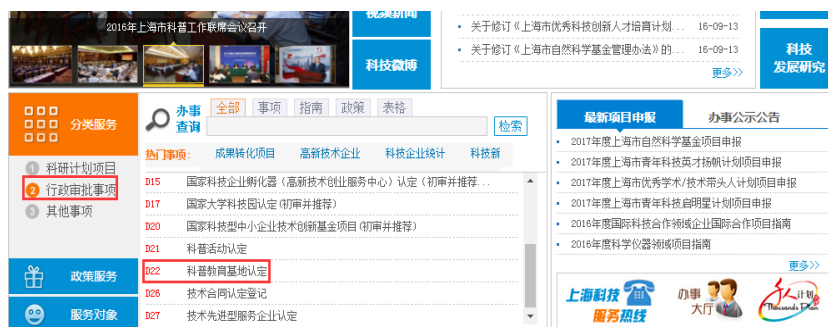 2016年上海市科普工作联席会议召开
视频新闻
科技微博
关于修订《上海市优秀科技创新人才培育计划... 16-09-13
关于修订《上海市自然科学基金管理办法》的... 16-09-13
更多>>
科技
发展研究
分类服务
1 科研计划项目
2 行政审批事项
3 其他事项
政策服务
服务对象
办事
查询
全部 事项 指南 政策 表格
检索
热门事项: 成果转化项目 高新技术企业 科技企业统计 科技新
D15 国家科技企业孵化器（高新技术创业服务中心）认定（初审并推荐...
D17 国家大学科技园认定(初审并推荐)
D20 国家科技型中小企业技术创新基金项目(初审并推荐)
D21 科普活动认定
D22 科普教育基地认定
D26 技术合同认定登记
D27 技术先进型服务企业认定
最新项目申报 办事公示公告
2017年度上海市自然科学基金项目申报
2017年度上海市青年科技英才扬帆计划项目申报
2017年度上海市优秀学术/技术带头人计划项目申报
2017年度上海市青年科技启明星计划项目申报
2016年度国际科技合作领域企业国际合作项目指南
2016年度科学仪器领域项目指南
更多>>
上海科技
服务热线
办事
大厅
千人计划
Thousands Plan